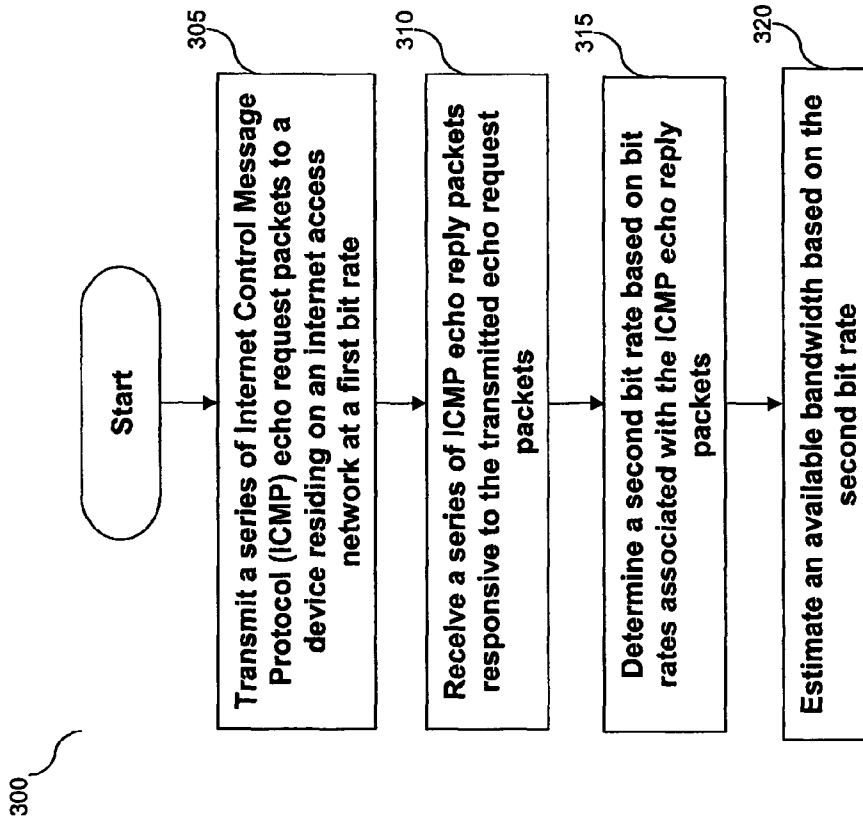 300
Start
305
Transmit a series of Internet Control Message
Protocol (ICMP) echo request packets to a
device residing on an internet access
network at a first bit rate
310
Receive a series of ICMP echo reply packets
responsive to the transmitted echo request
packets
315
Determine a second bit rate based on bit
rates associated with the ICMP echo reply
packets
320
Estimate an available bandwidth based on the
second bit rate